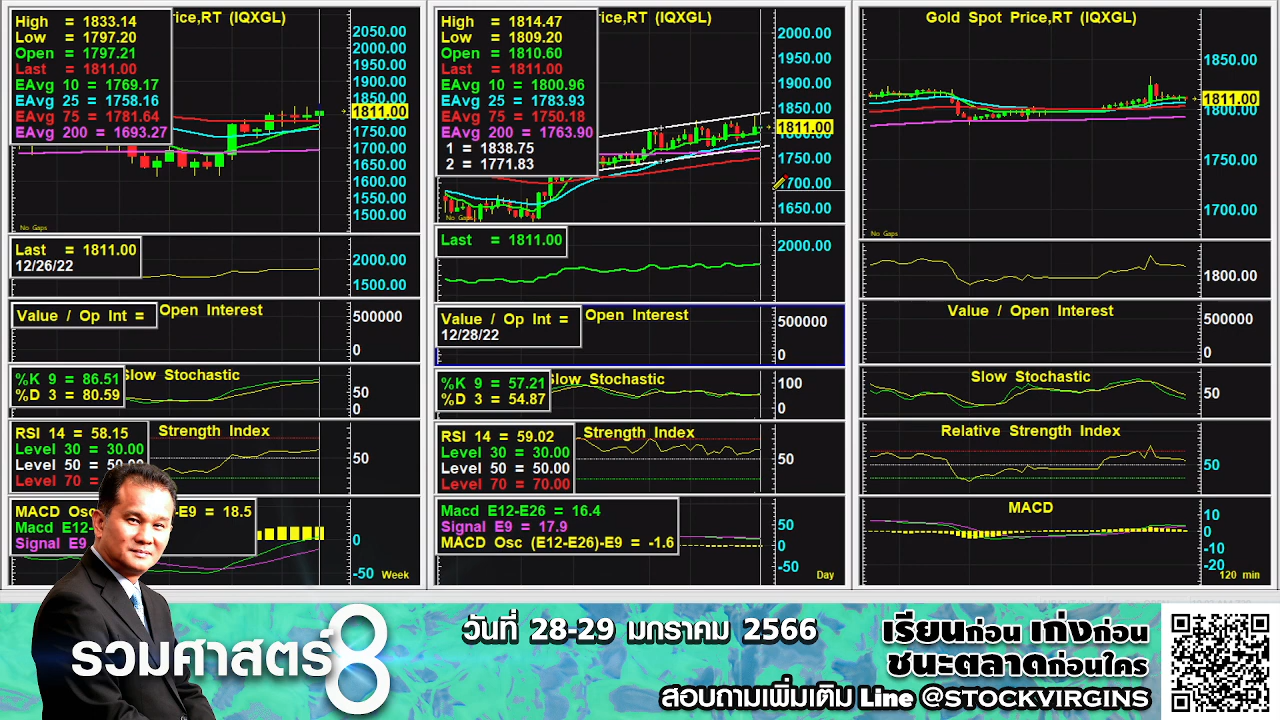 rice,RT (IQXGL)
High = 1833.14
Low = 1797.20
Open = 1797.21
Last = 1811.00
EAvg 10 = 1769.17
EAvg 25 = 1758.16
EAvg 75 = 1781.64
EAvg 200 = 1693.27
2050.00
2000.00
1950.00
1900.00
1850.00
1811.00
1750.00
1700.00
1650.00
1600.00
1550.00
1500.00
No Gaps
Last = 1811.00
12/26/22
2000.00
1500.00
Value / Op Int =
Open Interest
500000
0
%K 9 = 86.51
%D 3 = 80.59
Slow Stochastic
50
0
RSI 14 = 58.15
Level 30 = 30.00
Level 50 = 50.00
Level 70 =
Strength Index
50
MACD Osc
-E9 = 18.5
Macd E12-
Signal E9
0
-50
Week
rice,RT (IQXGL)
High = 1814.47
Low = 1809.20
Open = 1810.60
Last = 1811.00
EAvg 10 = 1800.96
EAvg 25 = 1783.93
EAvg 75 = 1750.18
EAvg 200 = 1763.90
1 = 1838.75
2 = 1771.83
2000.00
1950.00
1900.00
1850.00
1811.00
1800.00
1750.00
1700.00
1650.00
No Gaps
Last = 1811.00
2000.00
Value / Op Int =
12/28/22
Open Interest
500000
0
%K 9 = 57.21
%D 3 = 54.87
Slow Stochastic
100
0
RSI 14 = 59.02
Level 30 = 30.00
Level 50 = 50.00
Level 70 = 70.00
Strength Index
50
Macd E12-E26 = 16.4
Signal E9 = 17.9
MACD Osc (E12-E26)-E9 = -1.6
50
0
-50
Day
Gold Spot Price,RT (IQXGL)
1850.00
1811.00
1800.00
1750.00
1700.00
No Gaps
1800.00
Value / Open Interest
500000
0
Slow Stochastic
50
Relative Strength Index
50
MACD
10
0
-10
-20
120 min
รวมศาสตร์ 8
วันที่ 28-29 มกราคม 2566
เรียนก่อน เก่งก่อน
ชนะตลาดก่อนใคร
สอบถามเพิ่มเติม Line @STOCKVIRGINS